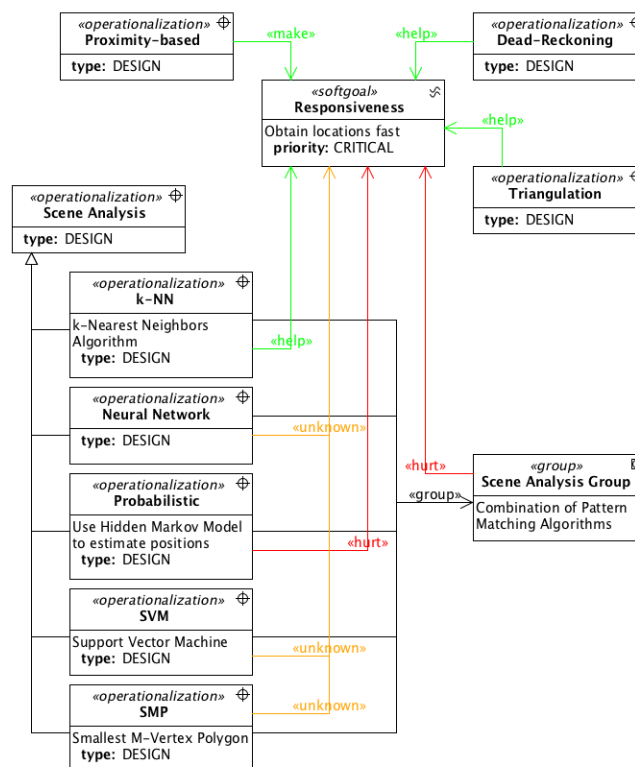 «operationalization»
Proximity-based
type: DESIGN
«make»
«help»
«operationalization»
Dead-Reckoning
type: DESIGN
«softgoal»
Responsiveness
Obtain locations fast
priority: CRITICAL
«help»
«operationalization»
Triangulation
type: DESIGN
«operationalization»
Scene Analysis
type: DESIGN
«operationalization»
k-NN
k-Nearest Neighbors
Algorithm
type: DESIGN
«help»
«operationalization»
Neural Network
type: DESIGN
«unknown»
«operationalization»
Probabilistic
Use Hidden Markov Model
to estimate positions
type: DESIGN
«hurt»
«hurt»
«group»
«group»
Scene Analysis Group
Combination of Pattern
Matching Algorithms
«operationalization»
SVM
Support Vector Machine
type: DESIGN
«unknown»
«operationalization»
SMP
Smallest M-Vertex Polygon
type: DESIGN
«unknown»